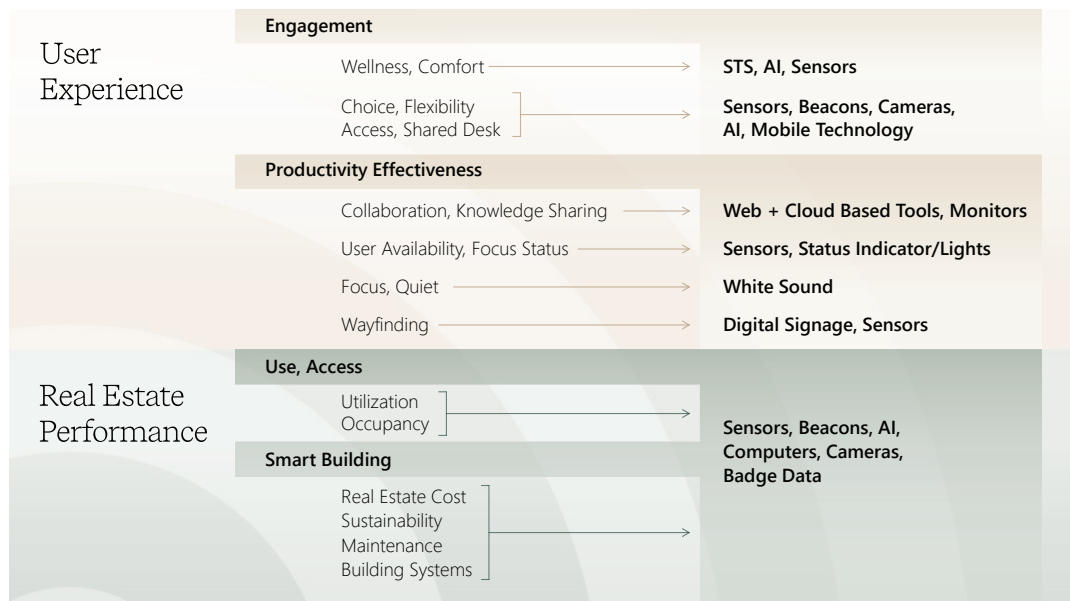 User
Experience
Engagement
Wellness, Comfort
STS, AI, Sensors
Choice, Flexibility
Access, Shared Desk
Sensors, Beacons, Cameras,
AI, Mobile Technology
Productivity Effectiveness
Collaboration, Knowledge Sharing
Web + Cloud Based Tools, Monitors
User Availability, Focus Status
Sensors, Status Indicator/Lights
Focus, Quiet
White Sound
Wayfinding
Digital Signage, Sensors
Real Estate
Performance
Use, Access
Utilization
Occupancy
Smart Building
Real Estate Cost
Sustainability
Maintenance
Building Systems
Sensors, Beacons, AI,
Computers, Cameras,
Badge Data